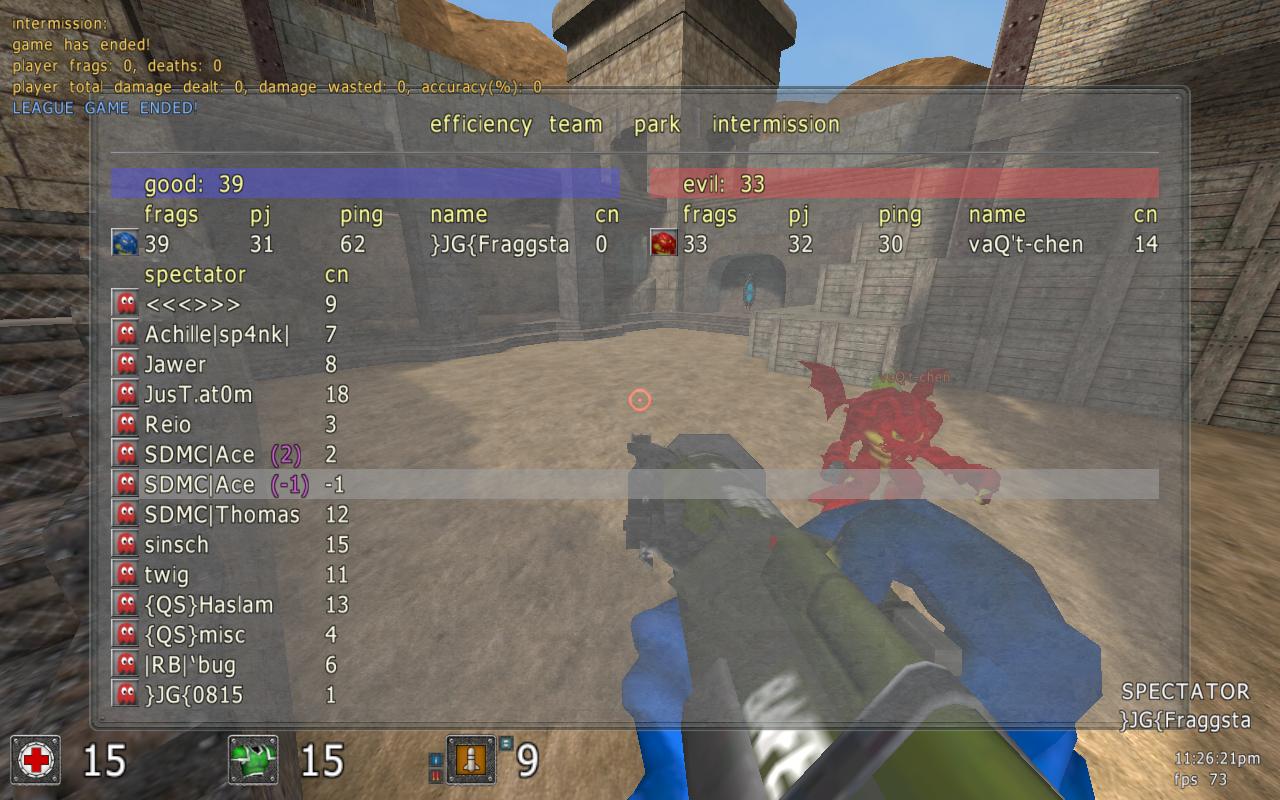 intermission:
game has ended!
player frags: 0, deaths: 0
player total damage dealt: 0, damage wasted: 0, accuracy(%): 0
LEAGUE GAME ENDED!
efficiency team park intermission
good: 39 evil: 33
frags pj ping name cn frags pj ping name cn
39 31 62 }JG{Fraggsta 0 33 32 30 vaQ't-chen 14
spectator cn
<<<>>> 9
Achille|sp4nk| 7
Jawer 8
JusT.at0m 18
Reio 3
SDMC|Ace (2) 2
SDMC|Ace (-1) -1
SDMC|Thomas 12
sinsch 15
twig 11
{QS}Haslam 13
{QS}misc 4
|RB|'bug 6
}JG{0815 1
vaQ't-chen
SPECTATOR
}JG{Fraggsta
15 15 9
11:26:21pm
fps 73